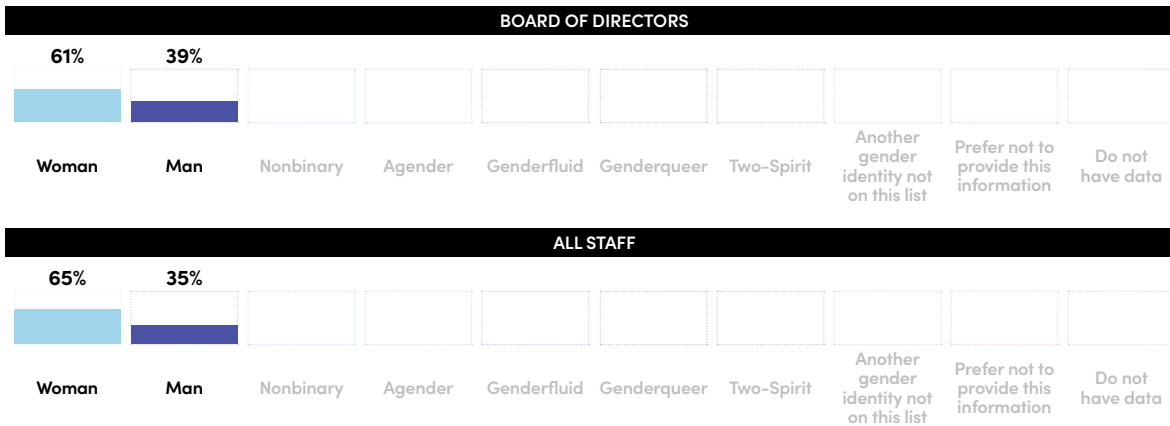 BOARD OF DIRECTORS
61% 39%
Woman Man Nonbinary Agender Genderfluid Genderqueer Two-Spirit
Another
gender
identity not
on this list
Prefer not to
provide this
information
Do not
have data
ALL STAFF
65% 35%
Woman Man Nonbinary Agender Genderfluid Genderqueer Two-Spirit
Another
gender
identity not
on this list
Prefer not to
provide this
information
Do not
have data